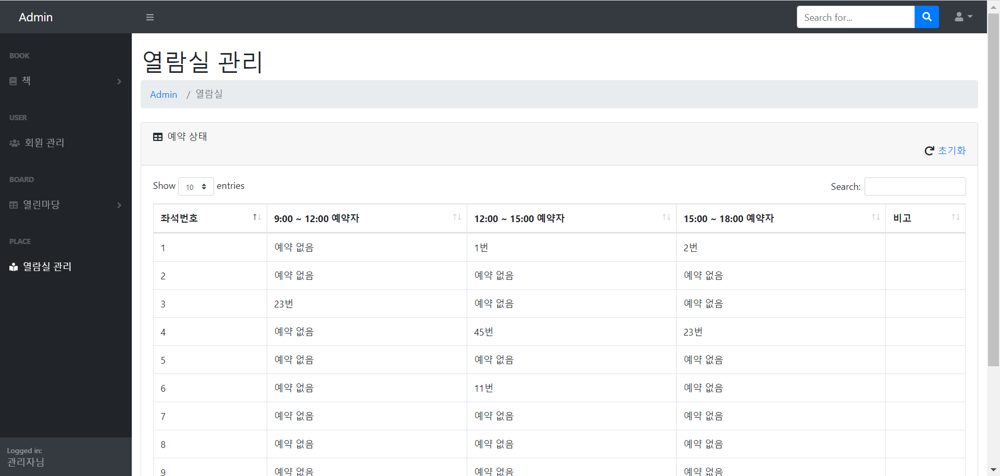 Admin
Search for...
BOOK
책
USER
회원 관리
BOARD
열린마당
PLACE
열람실 관리
Logged in:
관리자님
열람실 관리
Admin / 열람실
예약 상태
초기화
Show 10 entries
Search:
좌석번호 9:00 ~ 12:00 예약자 12:00 ~ 15:00 예약자 15:00 ~ 18:00 예약자 비고
1 예약 없음 1번 2번
2 예약 없음 예약 없음 예약 없음
3 23번 예약 없음 예약 없음
4 예약 없음 45번 23번
5 예약 없음 예약 없음 예약 없음
6 예약 없음 11번 예약 없음
7 예약 없음 예약 없음 예약 없음
8 예약 없음 예약 없음 예약 없음
9 예약 없음 예약 없음 예약 없음